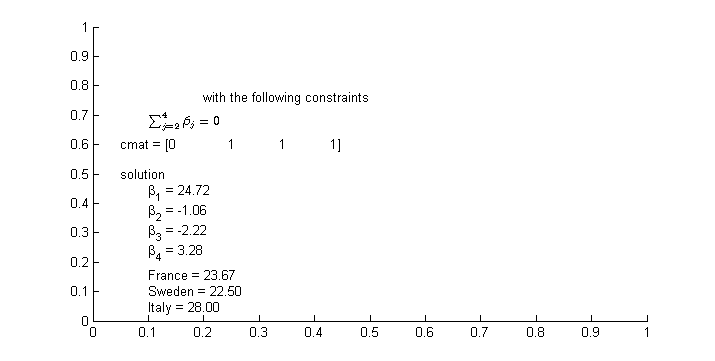 1
0.9
0.8
with the following constraints
0.7
∑⁴ⱼ₌₂ βⱼ = 0
0.6
cmat = [0 1 1 1]
0.5
solution
β₁ = 24.72
0.4
β₂ = -1.06
0.3
β₃ = -2.22
β₄ = 3.28
0.2
France = 23.67
0.1
Sweden = 22.50
Italy = 28.00
0
0 0.1 0.2 0.3 0.4 0.5 0.6 0.7 0.8 0.9 1